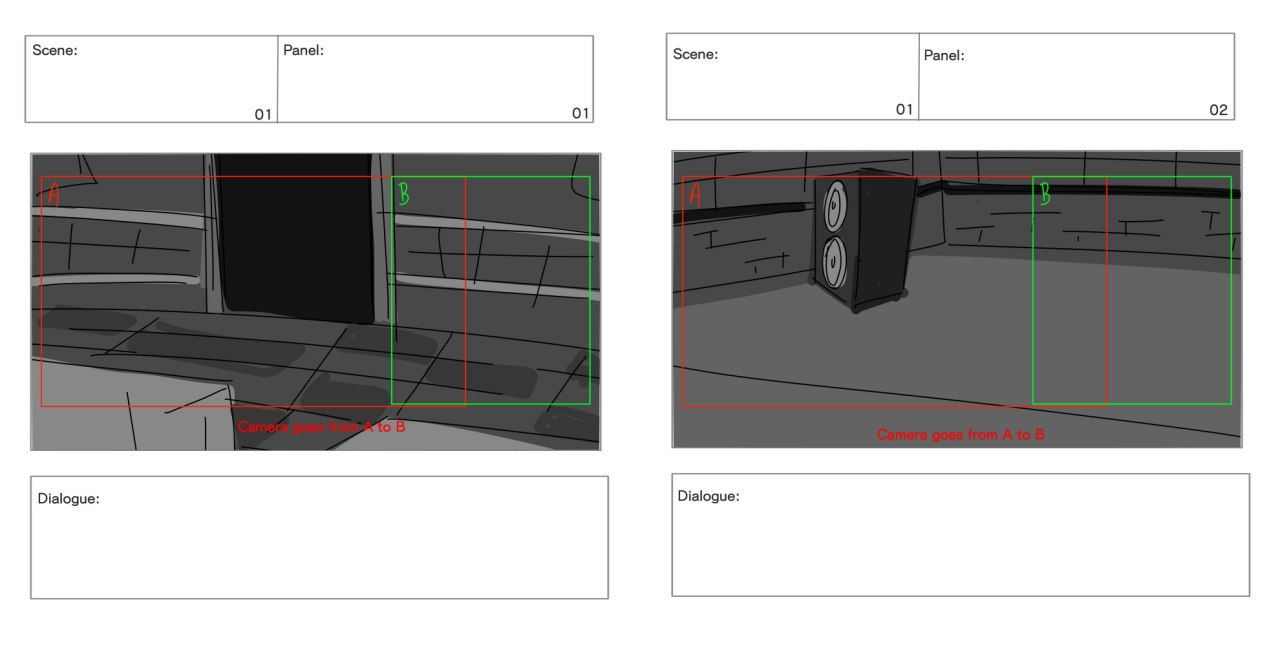 Scene:
01
Panel:
01
A
B
Camera goes from A to B
Dialogue:
Scene:
01
Panel:
02
A
B
Camera goes from A to B
Dialogue: